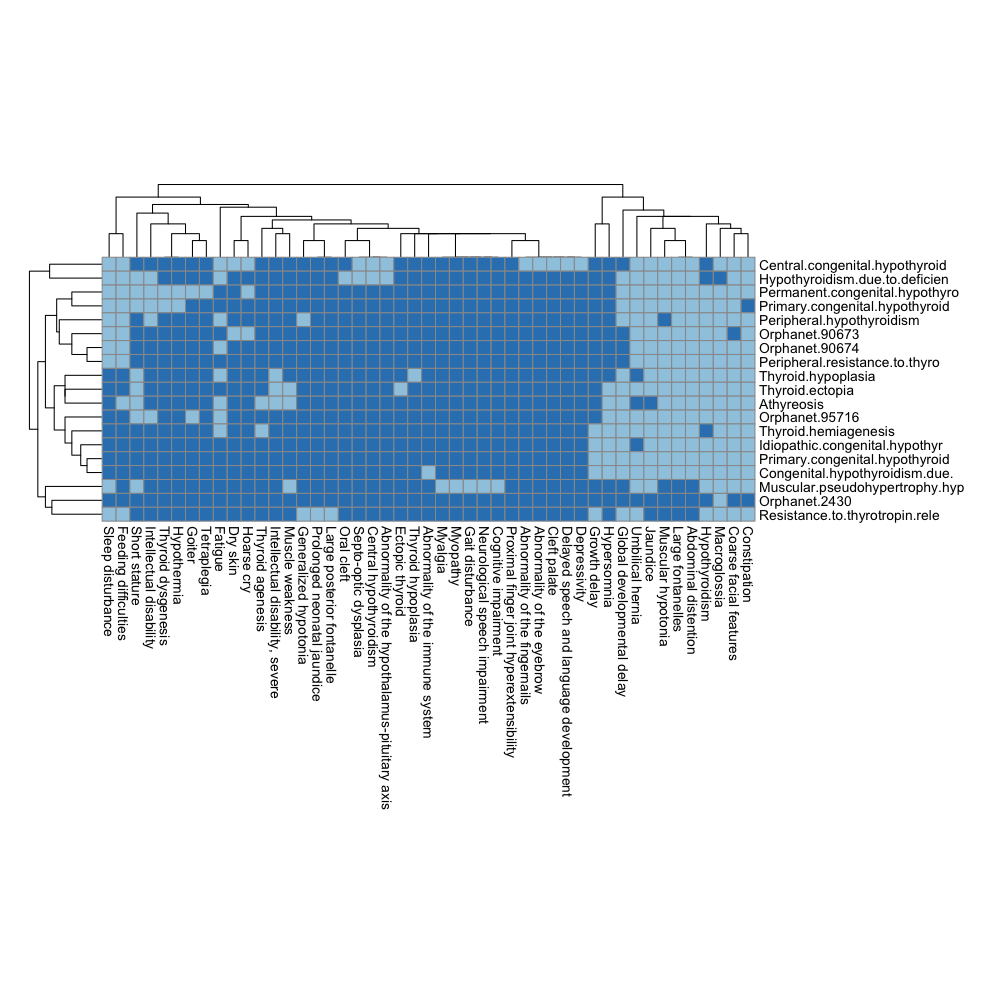 Central.congenital.hypothyroid
Hypothyroidism.due.to.deficien
Permanent.congenital.hypothyro
Primary.congenital.hypothyroid
Peripheral.hypothyroidism
Orphanet.90673
Orphanet.90674
Peripheral.resistance.to.thyro
Thyroid.hypoplasia
Thyroid.ectopia
Athyreosis
Orphanet.95716
Thyroid.hemiagenesis
Idiopathic.congenital.hypothyr
Primary.congenital.hypothyroid
Congenital.hypothyroidism.due.
Muscular.pseudohypertrophy.hyp
Orphanet.2430
Resistance.to.thyrotropin.rele
Sleep disturbance
Feeding difficulties
Short stature
Intellectual disability
Thyroid dysgenesis
Hypothermia
Goiter
Tetraplegia
Fatigue
Dry skin
Hoarse cry
Thyroid agenesis
Intellectual disability, severe
Muscle weakness
Generalized hypotonia
Prolonged neonatal jaundice
Large posterior fontanelle
Oral cleft
Septo-optic dysplasia
Central hypothyroidism
Abnormality of the hypothalamus-pituitary axis
Ectopic thyroid
Thyroid hypoplasia
Abnormality of the immune system
Myalgia
Myopathy
Gait disturbance
Neurological speech impairment
Cognitive impairment
Proximal finger joint hyperextensibility
Abnormality of the fingernails
Abnormality of the eyebrow
Cleft palate
Delayed speech and language development
Depressivity
Growth delay
Hypersomnia
Global developmental delay
Umbilical hernia
Jaundice
Muscular hypotonia
Large fontanelles
Abdominal distention
Hypothyroidism
Macroglossia
Coarse facial features
Constipation